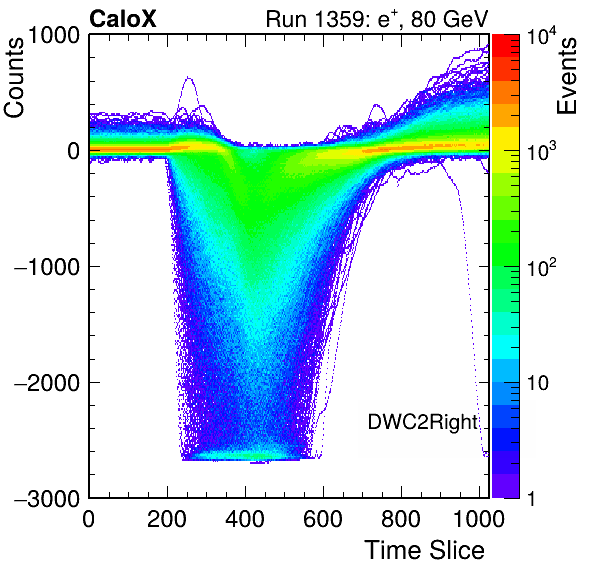 CaloX Run 1359: e⁺, 80 GeV
Counts
Events
1000
0
−1000
−2000
−3000
0 200 400 600 800 1000
Time Slice
DWC2Right
10⁴
10³
10²
10
1